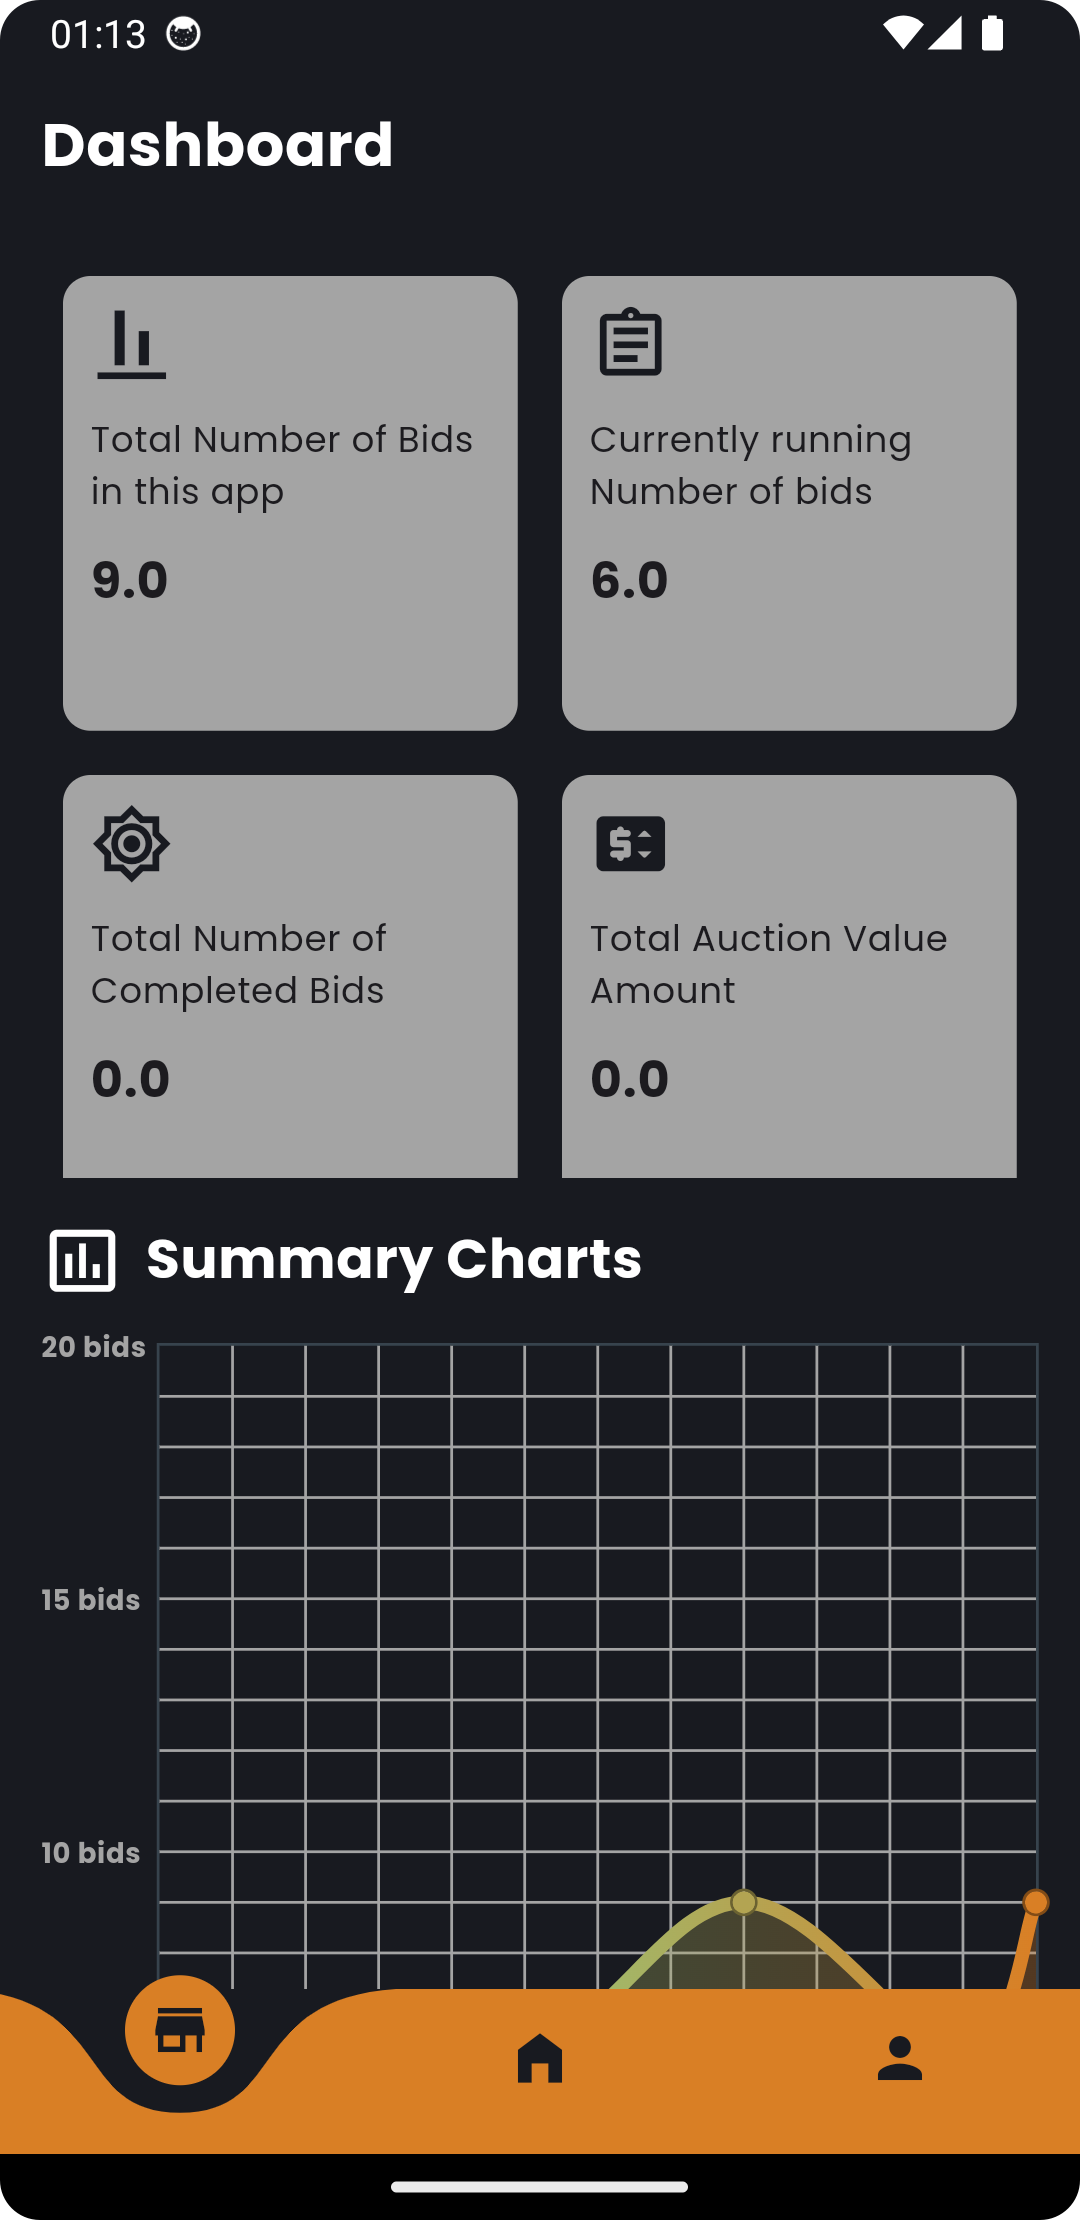 01:13
Dashboard
Total Number of Bids
in this app
9.0
Currently running
Number of bids
6.0
Total Number of
Completed Bids
0.0
Total Auction Value
Amount
0.0
Summary Charts
20 bids
15 bids
10 bids